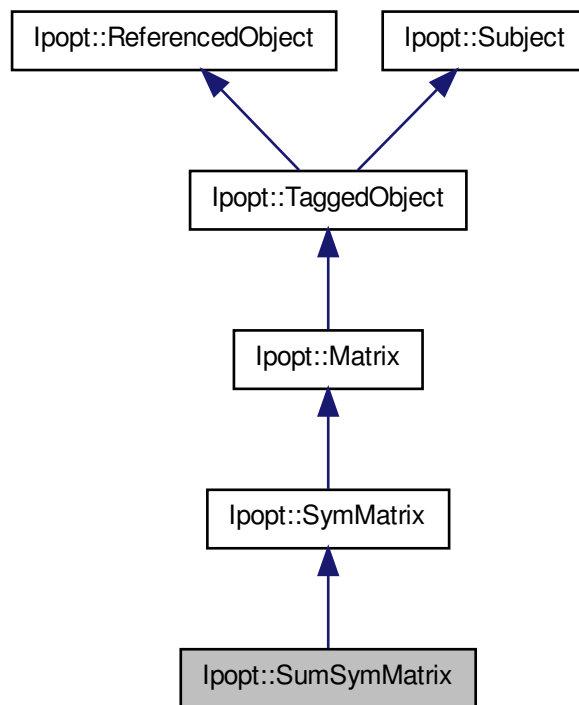 Ipopt::ReferencedObject
Ipopt::Subject
Ipopt::TaggedObject
Ipopt::Matrix
Ipopt::SymMatrix
Ipopt::SumSymMatrix